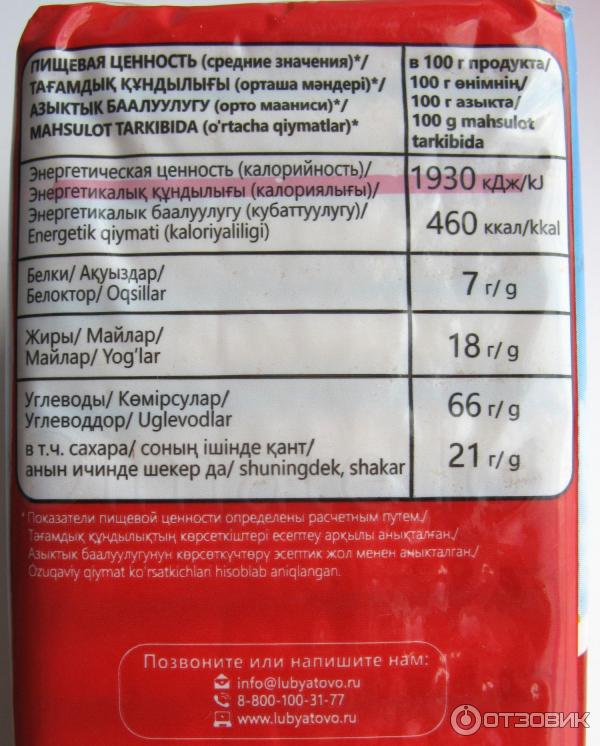 ПИЩЕВАЯ ЦЕННОСТЬ (средние значения)*/
ТАҒАМДЫҚ ҚҰНДЫЛЫҒЫ (орташа мәндері)*/
АЗЫКТЫК БААЛУУЛУГУ (орто мааниси)*/
MAHSULOT TARKIBIDA (o'rtacha qiymatlar)*
в 100 г продукта/
100 г өнімнің/
100 г азыкта/
100 g mahsulot
tarkibida
Энергетическая ценность (калорийность)/
Энергетикалық құндылығы (калориялығы)/
Энергетикалык баалуулугу (кубаттуулугу)/
Energetik qiymati (kaloriyaliligi)
1930 кДж/kJ
460 ккал/kkal
Белки/ Ақуыздар/
Белоктор/ Oqsillar
7 г/ g
Жиры/ Майлар/
Майлар/ Yog'lar
18 г/ g
Углеводы/ Көмірсулар/
Углеводдор/ Uglevodlar
66 г/ g
в т.ч. сахара/ соның ішінде қант/
анын ичинде шекер да/ shuningdek, shakar
21 г/ g
*Показатели пищевой ценности определены расчетным путем./
Тағамдық құндылықтың көрсеткіштері есептеу арқылы анықталған./
Азыктык баалуулугунун көрсөткүчтөрү эсептик жол менен аныкталган./
Ozuqaviy qiymat ko'rsatkichlari hisoblab aniqlangan.
Позвоните или напишите нам:
info@lubyatovo.ru
8-800-100-31-77
www.lubyatovo.ru
ОТЗОВИК